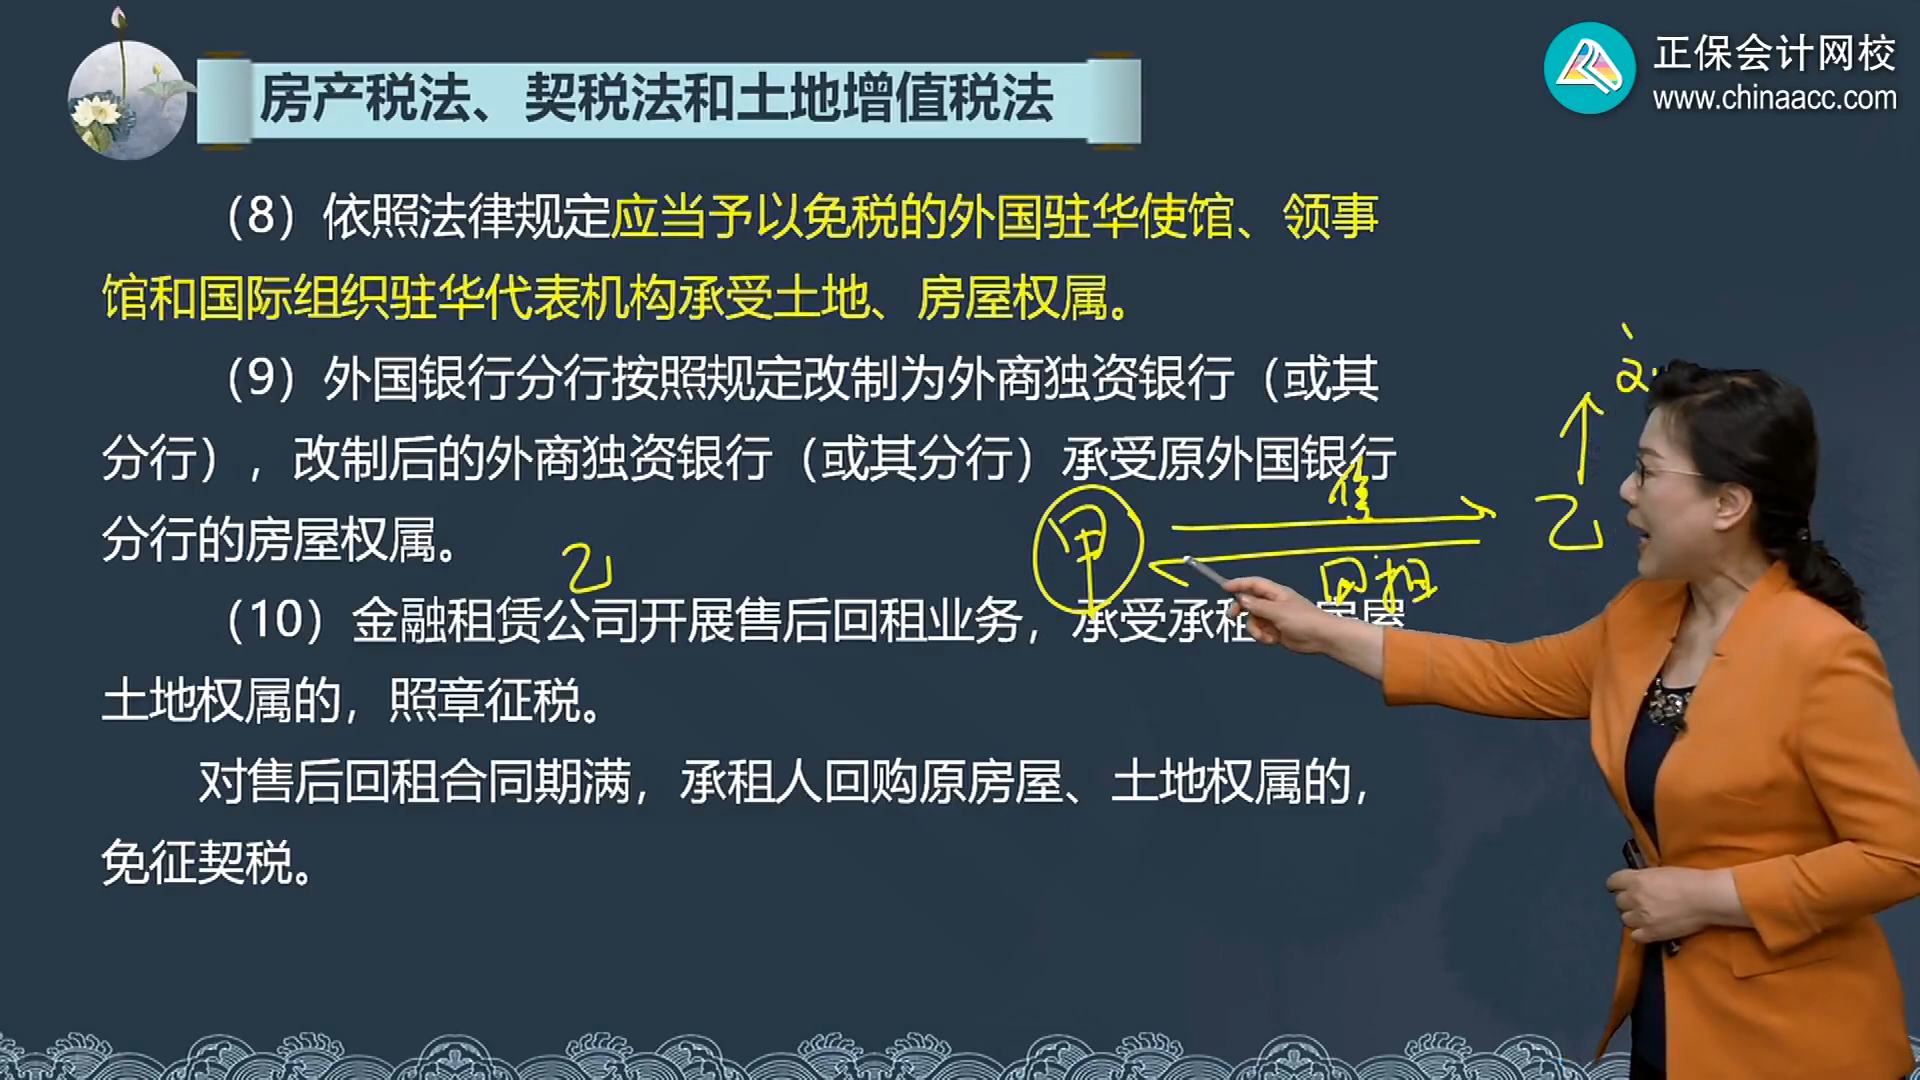 正保会计网校
www.chinaacc.com
房产税法、契税法和土地增值税法
（8）依照法律规定应当予以免税的外国驻华使馆、领事
馆和国际组织驻华代表机构承受土地、房屋权属。
（9）外国银行分行按照规定改制为外商独资银行（或其
分行），改制后的外商独资银行（或其分行）承受原外国银行
分行的房屋权属。
（10）金融租赁公司开展售后回租业务，承受承租 房屋
土地权属的，照章征税。
对售后回租合同期满，承租人回购原房屋、土地权属的，
免征契税。
乙
甲
售
回租
乙